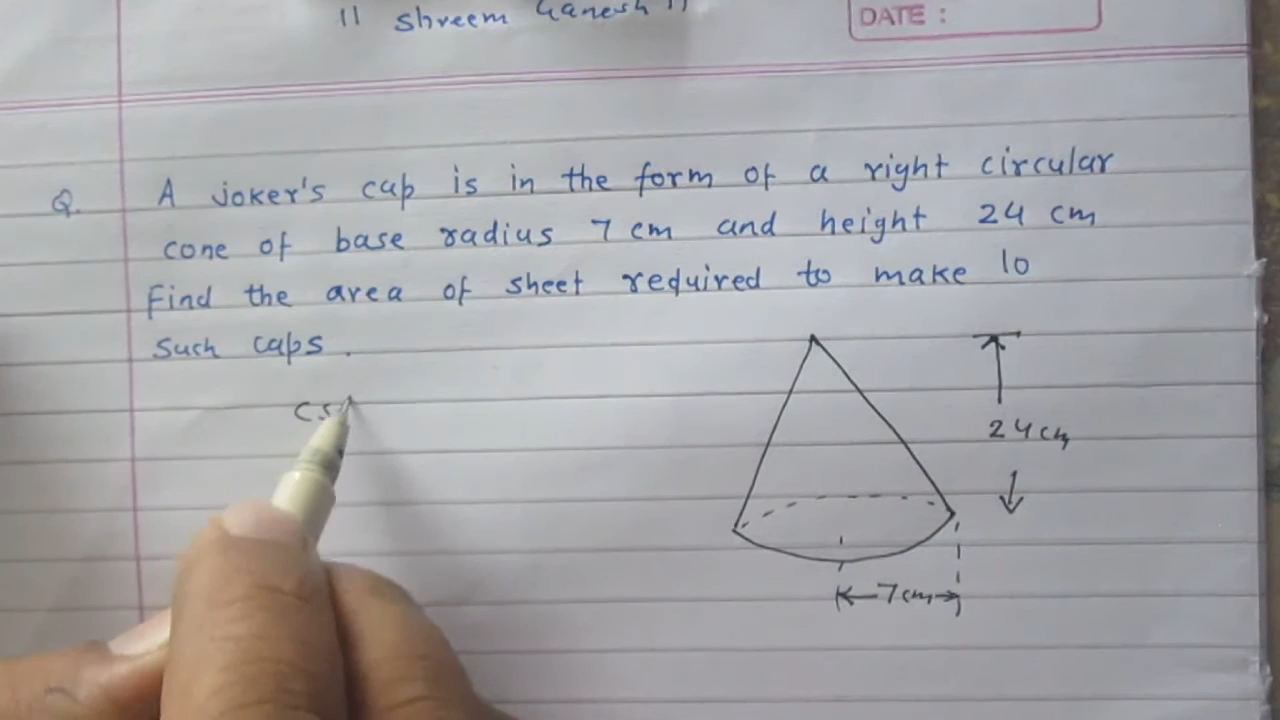 || Shreem Ganesh ||
DATE :
Q. A joker's cap is in the form of a right circular
cone of base radius 7 cm and height 24 cm
Find the area of sheet required to make 10
such caps.
CSA
24 cm
7 cm